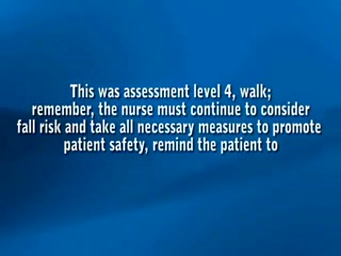 This was assessment level 4, walk;
remember, the nurse must continue to consider
fall risk and take all necessary measures to promote
patient safety, remind the patient to